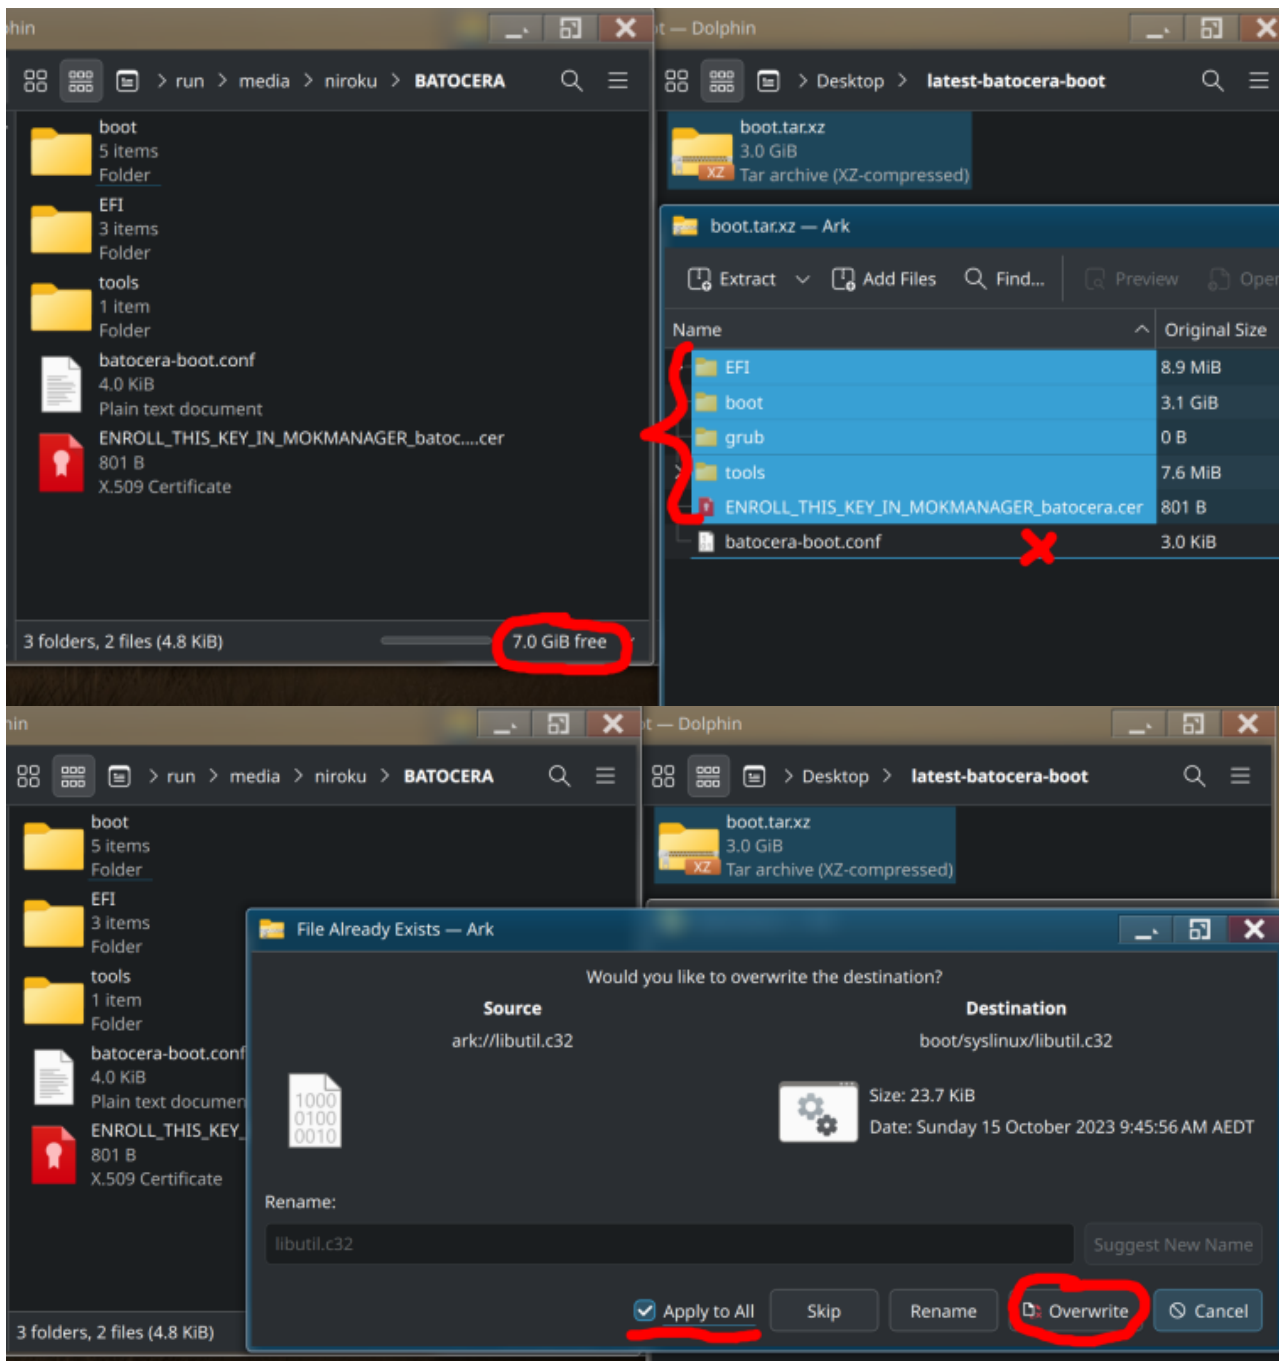 hin
t — Dolphin
> run > media > niroku > BATOCERA
> Desktop > latest-batocera-boot
boot
5 items
Folder
EFI
3 items
Folder
tools
1 item
Folder
batocera-boot.conf
4.0 KiB
Plain text document
ENROLL_THIS_KEY_IN_MOKMANAGER_batoc....cer
801 B
X.509 Certificate
3 folders, 2 files (4.8 KiB)
7.0 GiB free
boot.tar.xz
3.0 GiB
XZ
Tar archive (XZ-compressed)
boot.tar.xz — Ark
Extract
Add Files
Find...
Preview
Open
Name
Original Size
EFI 8.9 MiB
boot 3.1 GiB
grub 0 B
tools 7.6 MiB
ENROLL_THIS_KEY_IN_MOKMANAGER_batocera.cer 801 B
batocera-boot.conf 3.0 KiB
in
t — Dolphin
> run > media > niroku > BATOCERA
> Desktop > latest-batocera-boot
boot
5 items
Folder
EFI
3 items
Folder
tools
1 item
Folder
batocera-boot.conf
4.0 KiB
Plain text documen
ENROLL_THIS_KEY_
801 B
X.509 Certificate
3 folders, 2 files (4.8 KiB)
boot.tar.xz
3.0 GiB
XZ
Tar archive (XZ-compressed)
File Already Exists — Ark
Would you like to overwrite the destination?
Source
Destination
ark://libutil.c32
boot/syslinux/libutil.c32
1000
0100
0010
Size: 23.7 KiB
Date: Sunday 15 October 2023 9:45:56 AM AEDT
Rename:
libutil.c32
Suggest New Name
Apply to All
Skip
Rename
Overwrite
Cancel